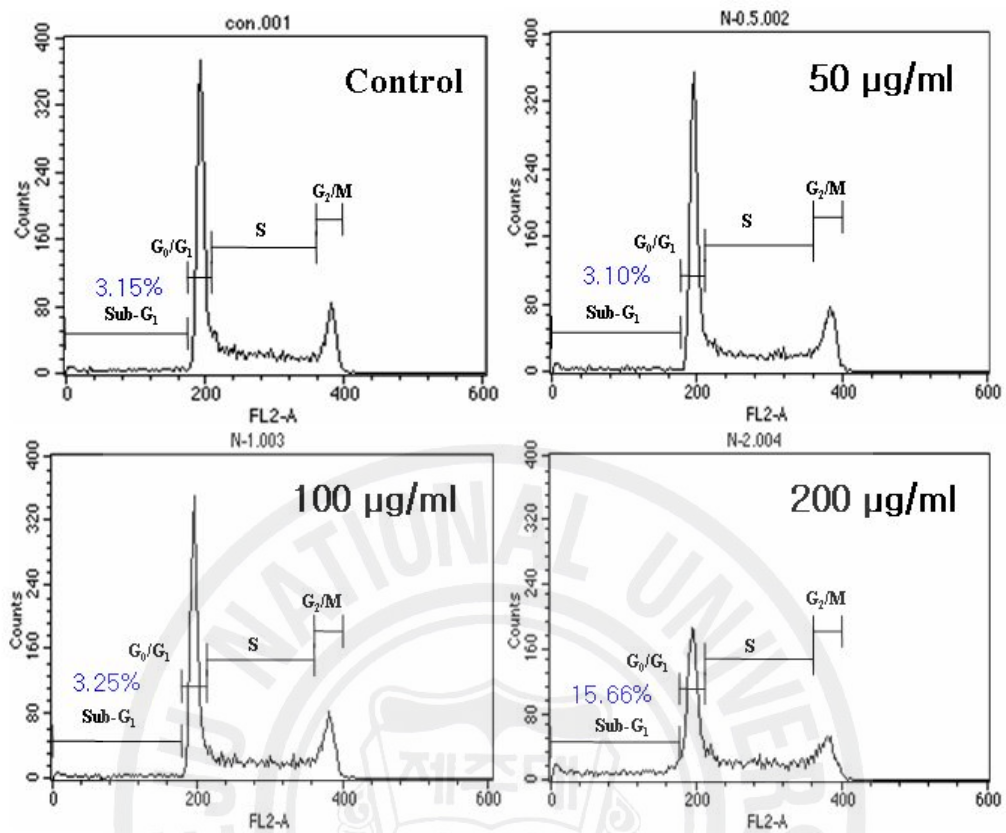 con.001
Control
400
320
240
160
80
0
Counts
G₀/G₁
S
G₂/M
3.15%
Sub-G₁
0
200
400
600
FL2-A
N-0.5.002
50 µg/ml
400
320
240
160
80
0
Counts
G₀/G₁
S
G₂/M
3.10%
Sub-G₁
0
200
400
600
FL2-A
N-1.003
100 µg/ml
400
320
240
160
80
0
Counts
G₀/G₁
S
G₂/M
3.25%
Sub-G₁
0
200
400
600
FL2-A
N-2.004
200 µg/ml
400
320
240
160
80
0
Counts
G₀/G₁
S
G₂/M
15.66%
Sub-G₁
0
200
400
600
FL2-A
NATIONAL UNIVER
제주대